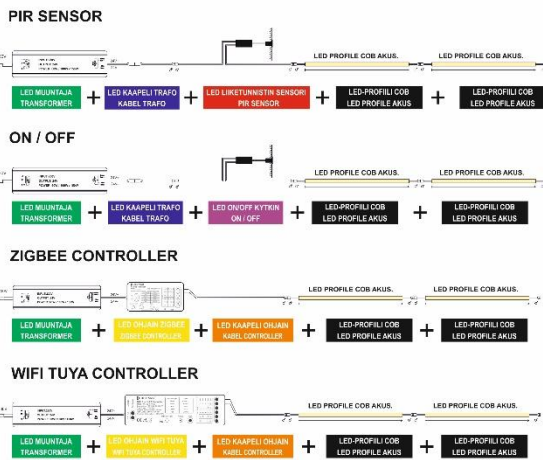 PIR SENSOR
LED PROFILE COB AKUS.
LED PROFILE COB AKUS.
LED MUUNTAJA
TRANSFORMER
+
LED KAAPELI TRAFO
KABEL TRAFO
+
LED LIIKETUNNISTIN SENSORI
PIR SENSOR
+
LED-PROFIILI COB
LED PROFILE AKUS
+
LED-PROFIILI COB
LED PROFILE AKUS
ON / OFF
LED PROFILE COB AKUS.
LED PROFILE COB AKUS.
LED MUUNTAJA
TRANSFORMER
+
LED KAAPELI TRAFO
KABEL TRAFO
+
LED ON/OFF KYTKIN
ON / OFF
+
LED-PROFIILI COB
LED PROFILE AKUS
+
LED-PROFIILI COB
LED PROFILE AKUS
ZIGBEE CONTROLLER
LED PROFILE COB AKUS.
LED PROFILE COB AKUS.
LED MUUNTAJA
TRANSFORMER
+
LED OHJAIN ZIGBEE
ZIGBEE CONTROLLER
+
LED KAAPELI OHJAIN
KABEL CONTROLLER
+
LED-PROFIILI COB
LED PROFILE AKUS
+
LED-PROFIILI COB
LED PROFILE AKUS
WIFI TUYA CONTROLLER
LED PROFILE COB AKUS.
LED PROFILE COB AKUS.
LED MUUNTAJA
TRANSFORMER
+
LED OHJAIN WIFI TUYA
WIFI TUYA CONTROLLER
+
LED KAAPELI OHJAIN
KABEL CONTROLLER
+
LED-PROFIILI COB
LED PROFILE AKUS
+
LED-PROFIILI COB
LED PROFILE AKUS